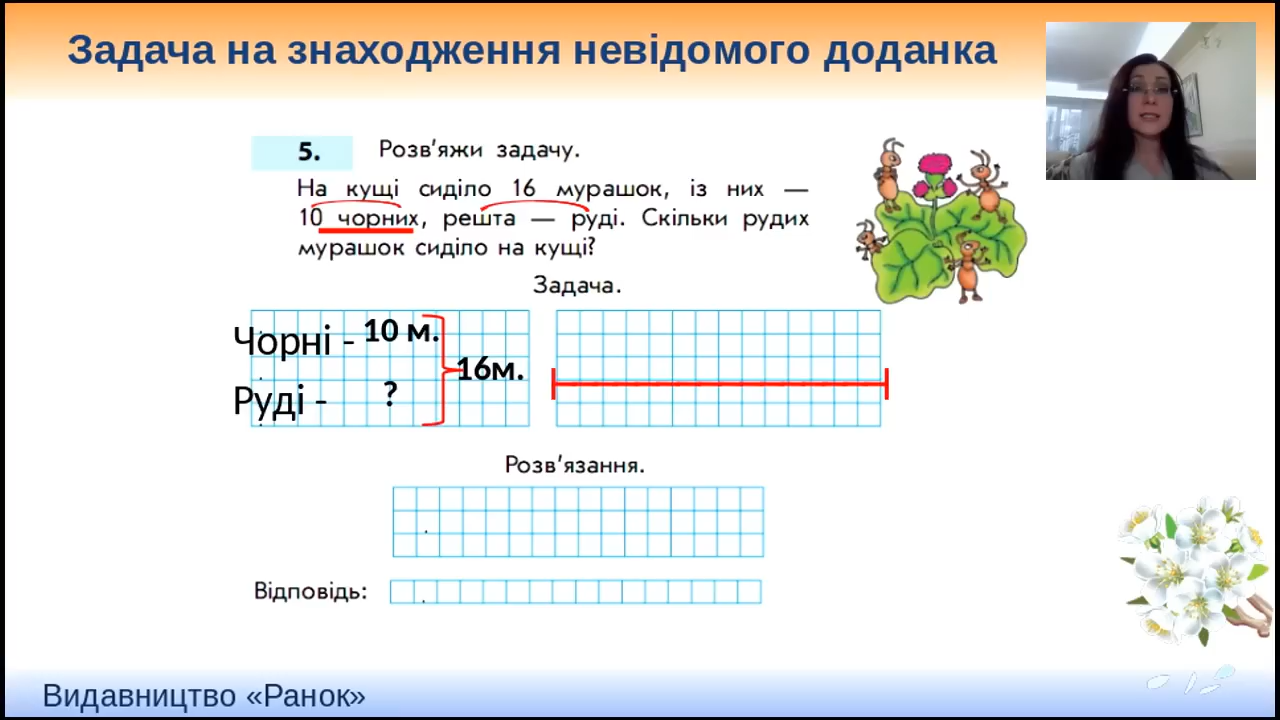 Задача на знаходження невідомого доданка
5. Розв'яжи задачу.
На кущі сиділо 16 мурашок, із них —
10 чорних, решта — руді. Скільки рудих
мурашок сиділо на кущі?
Задача.
Чорні - 10 м.
16м.
Руді - ?
Розв'язання.
Відповідь:
Видавництво «Ранок»